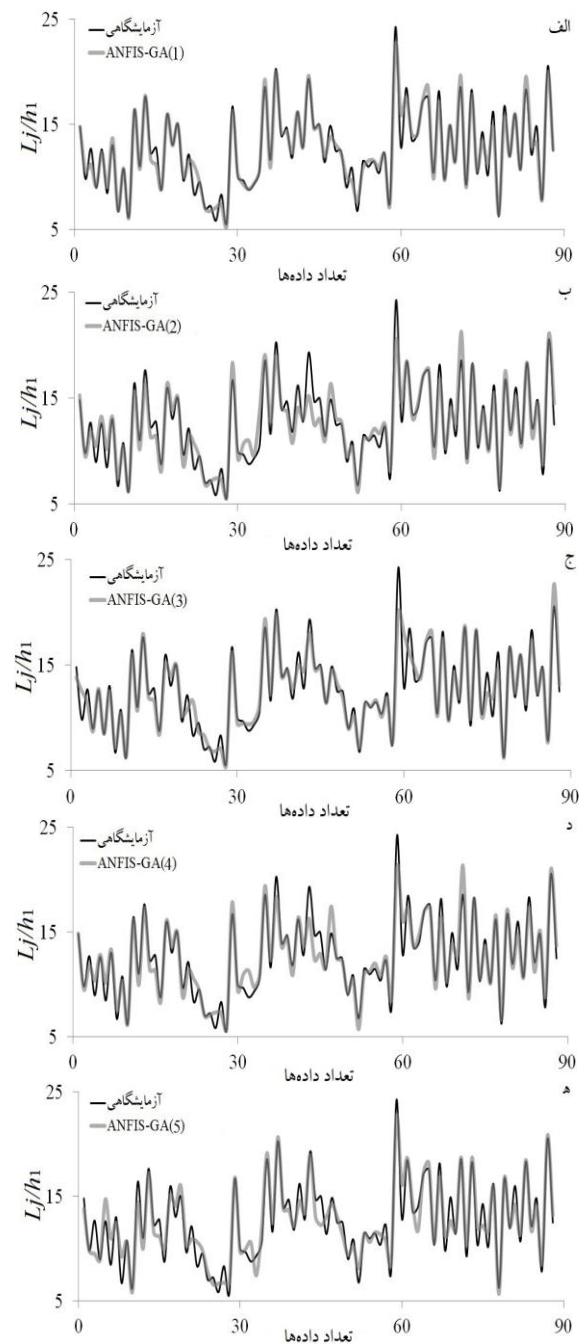 الف
25
آزمایشگاهی
ANFIS-GA(1)
15
Lj/h1
5
0
30
60
90
تعداد داده‌ها
ب
25
آزمایشگاهی
ANFIS-GA(2)
15
Lj/h1
5
0
30
60
90
تعداد داده‌ها
ج
25
آزمایشگاهی
ANFIS-GA(3)
15
Lj/h1
5
0
30
60
90
تعداد داده‌ها
د
25
آزمایشگاهی
ANFIS-GA(4)
15
Lj/h1
5
0
30
60
90
تعداد داده‌ها
ه
25
آزمایشگاهی
ANFIS-GA(5)
15
Lj/h1
5
0
30
60
90
تعداد داده‌ها